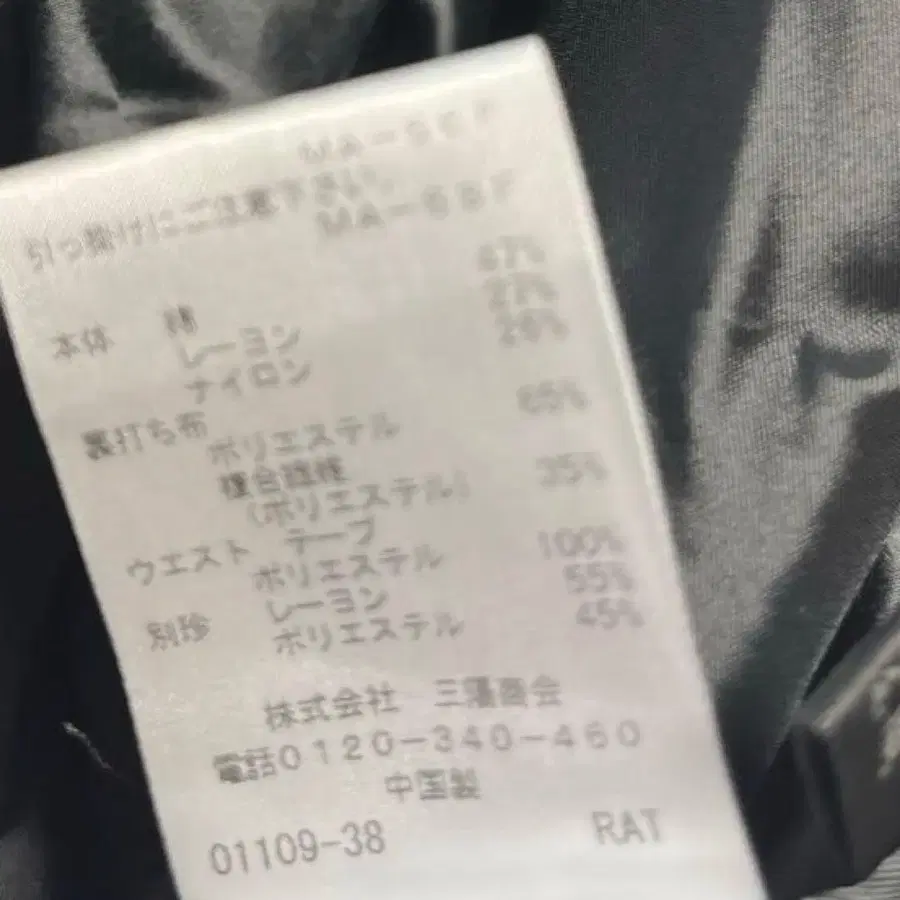 引っ掛けにご注意下さい。
本体 綿 47%
レーヨン 27%
ナイロン 26%
裏打ち布
ポリエステル 65%
複合繊維
(ポリエステル) 35%
ウエスト テープ
ポリエステル 100%
別珍 レーヨン 55%
ポリエステル 45%
株式会社 三陽商会
電話0120-340-460
中国製
01109-38 RAT